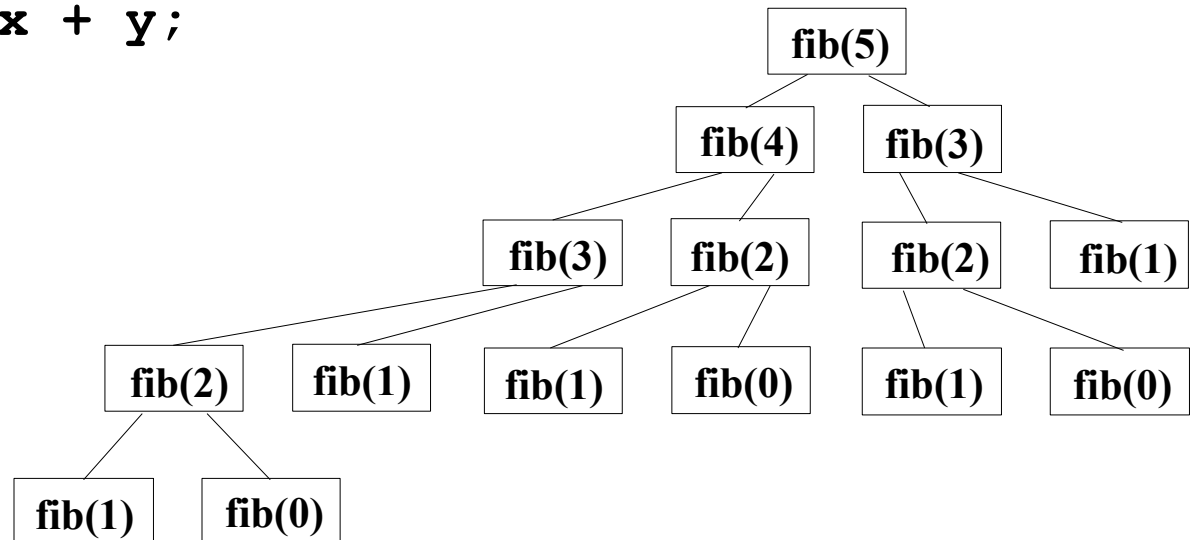 x + y;
fib(5)
fib(4) fib(3)
fib(3) fib(2) fib(2) fib(1)
fib(2) fib(1) fib(1) fib(0) fib(1) fib(0)
fib(1) fib(0)